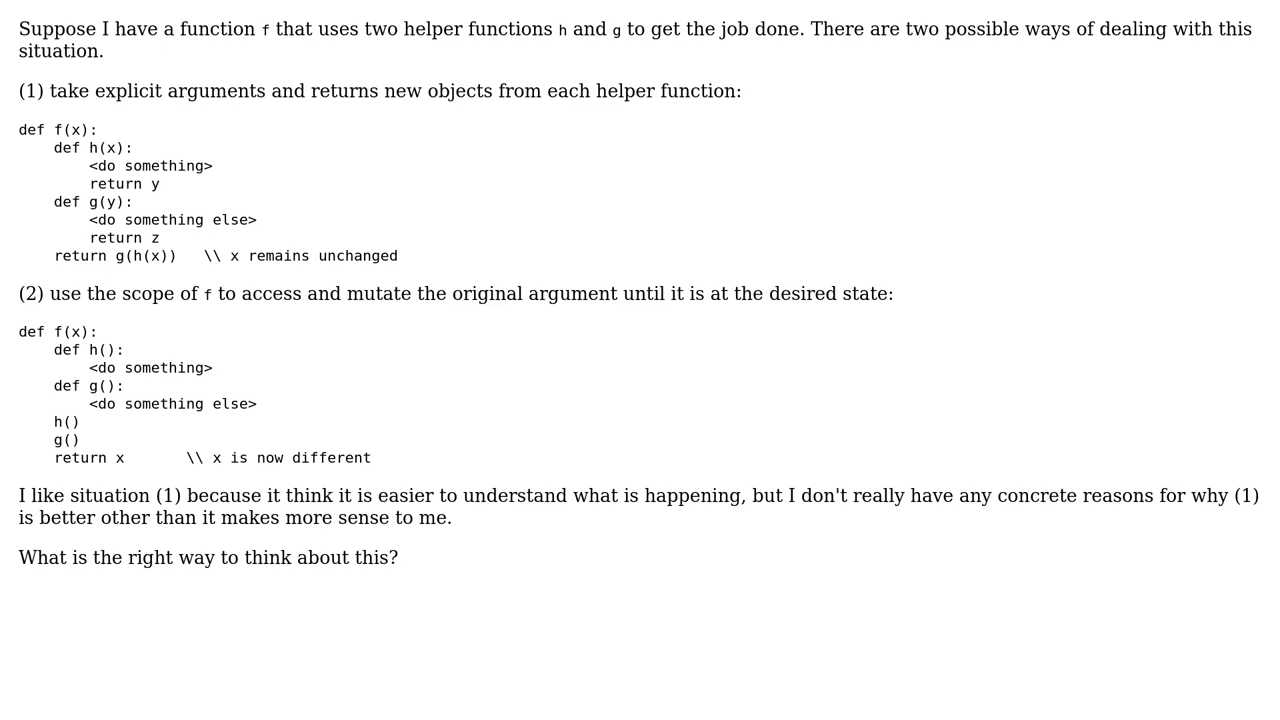 Suppose I have a function f that uses two helper functions h and g to get the job done. There are two possible ways of dealing with this
situation.
(1) take explicit arguments and returns new objects from each helper function:
def f(x):
    def h(x):
        <do something>
        return y
    def g(y):
        <do something else>
        return z
    return g(h(x))   \\ x remains unchanged
(2) use the scope of f to access and mutate the original argument until it is at the desired state:
def f(x):
    def h():
        <do something>
    def g():
        <do something else>
    h()
    g()
    return x       \\ x is now different
I like situation (1) because it think it is easier to understand what is happening, but I don't really have any concrete reasons for why (1)
is better other than it makes more sense to me.
What is the right way to think about this?